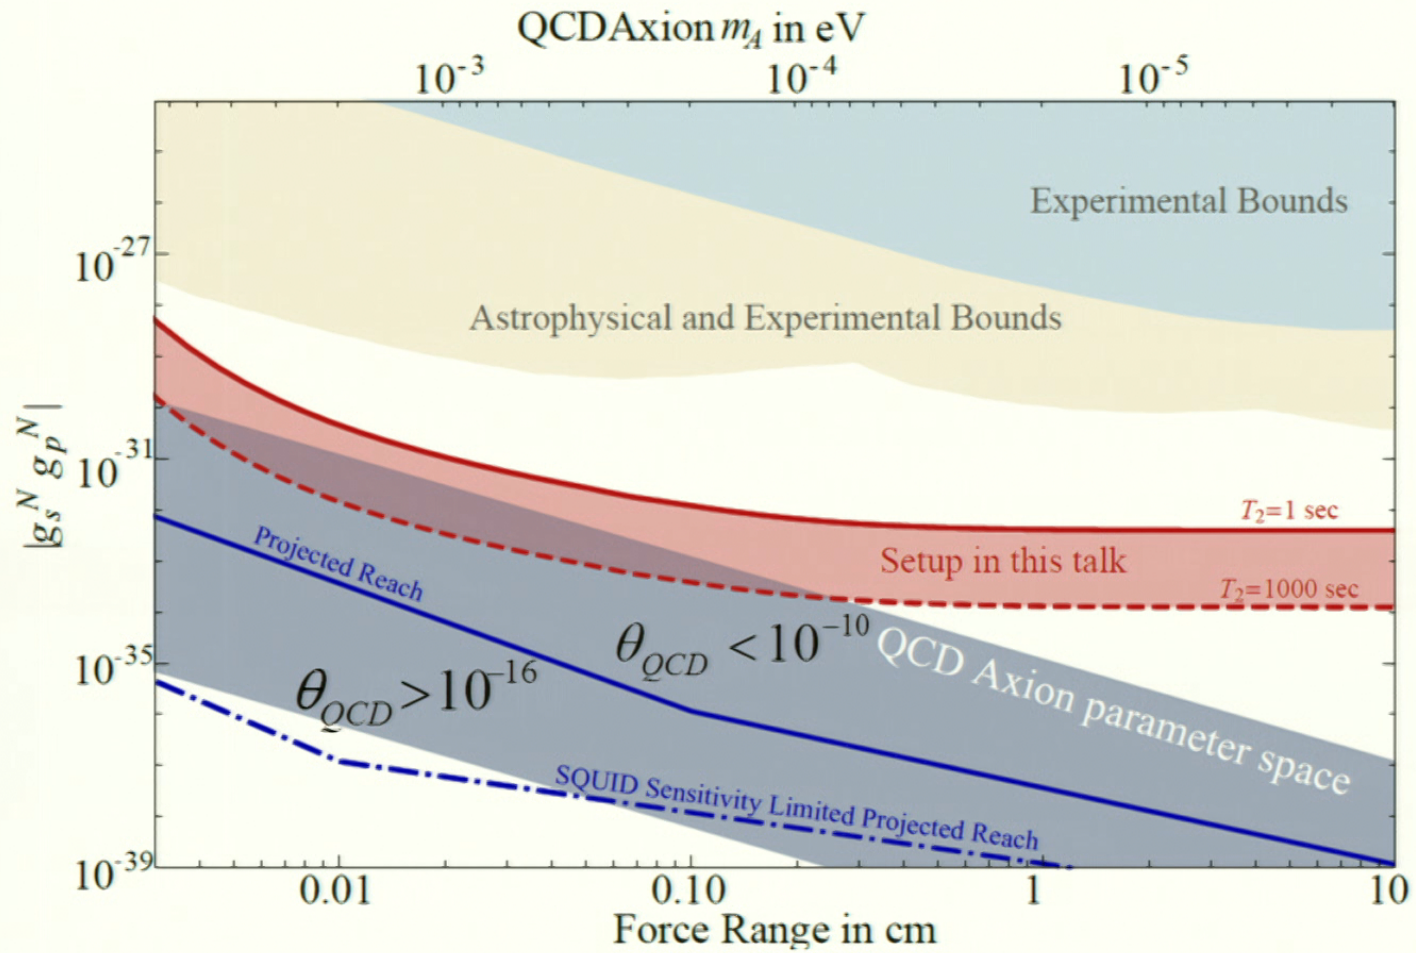 QCDAxion m_A in eV
10^-3 10^-4 10^-5
Experimental Bounds
10^-27
Astrophysical and Experimental Bounds
|g_s^N g_p^N|
10^-31
T_2=1 sec
Setup in this talk
T_2=1000 sec
Projected Reach
θ_QCD < 10^-10
QCD Axion parameter space
10^-35
θ_QCD > 10^-16
SQUID Sensitivity Limited Projected Reach
10^-39
0.01 0.10 1 10
Force Range in cm